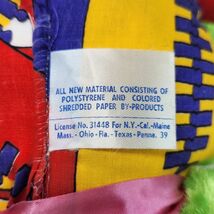 ALL NEW MATERIAL CONSISTING OF
POLYSTYRENE AND COLORED
SHREDDED PAPER BY-PRODUCTS
License No. 31448 For N.Y.-Cal.-Maine
Mass.-Ohio-Fla.-Texas-Penna. 39